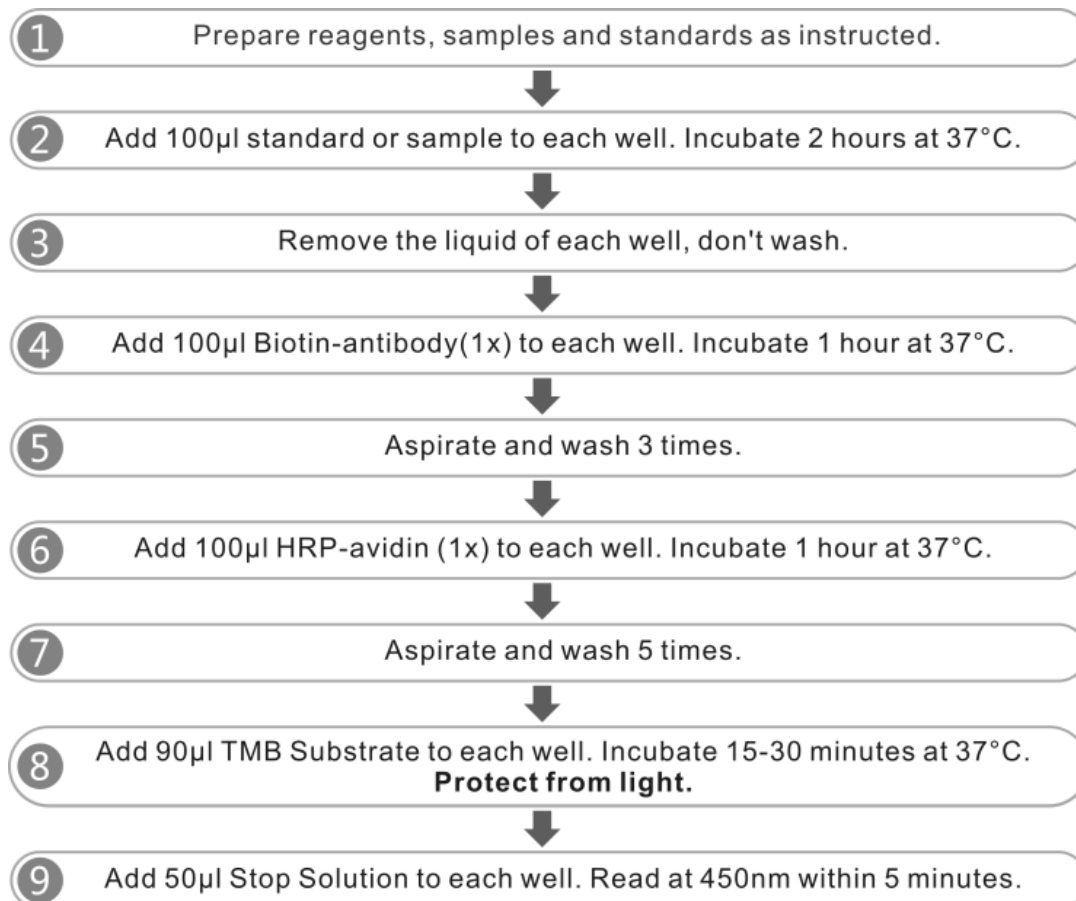 1 Prepare reagents, samples and standards as instructed.
2 Add 100µl standard or sample to each well. Incubate 2 hours at 37°C.
3 Remove the liquid of each well, don't wash.
4 Add 100µl Biotin-antibody(1x) to each well. Incubate 1 hour at 37°C.
5 Aspirate and wash 3 times.
6 Add 100µl HRP-avidin (1x) to each well. Incubate 1 hour at 37°C.
7 Aspirate and wash 5 times.
8 Add 90µl TMB Substrate to each well. Incubate 15-30 minutes at 37°C.
Protect from light.
9 Add 50µl Stop Solution to each well. Read at 450nm within 5 minutes.